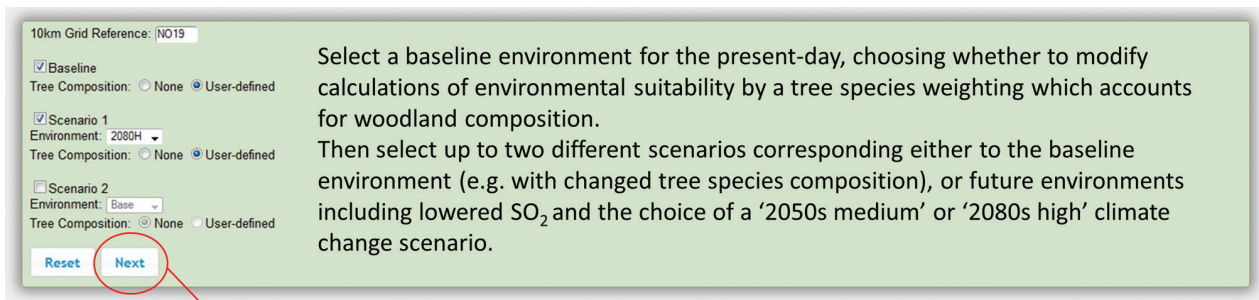 10km Grid Reference: NO19
Baseline
Tree Composition: None User-defined
Scenario 1
Environment: 2080H
Tree Composition: None User-defined
Scenario 2
Environment: Base
Tree Composition: None User-defined
Reset Next
Select a baseline environment for the present-day, choosing whether to modify
calculations of environmental suitability by a tree species weighting which accounts
for woodland composition.
Then select up to two different scenarios corresponding either to the baseline
environment (e.g. with changed tree species composition), or future environments
including lowered SO₂ and the choice of a ‘2050s medium’ or ‘2080s high’ climate
change scenario.